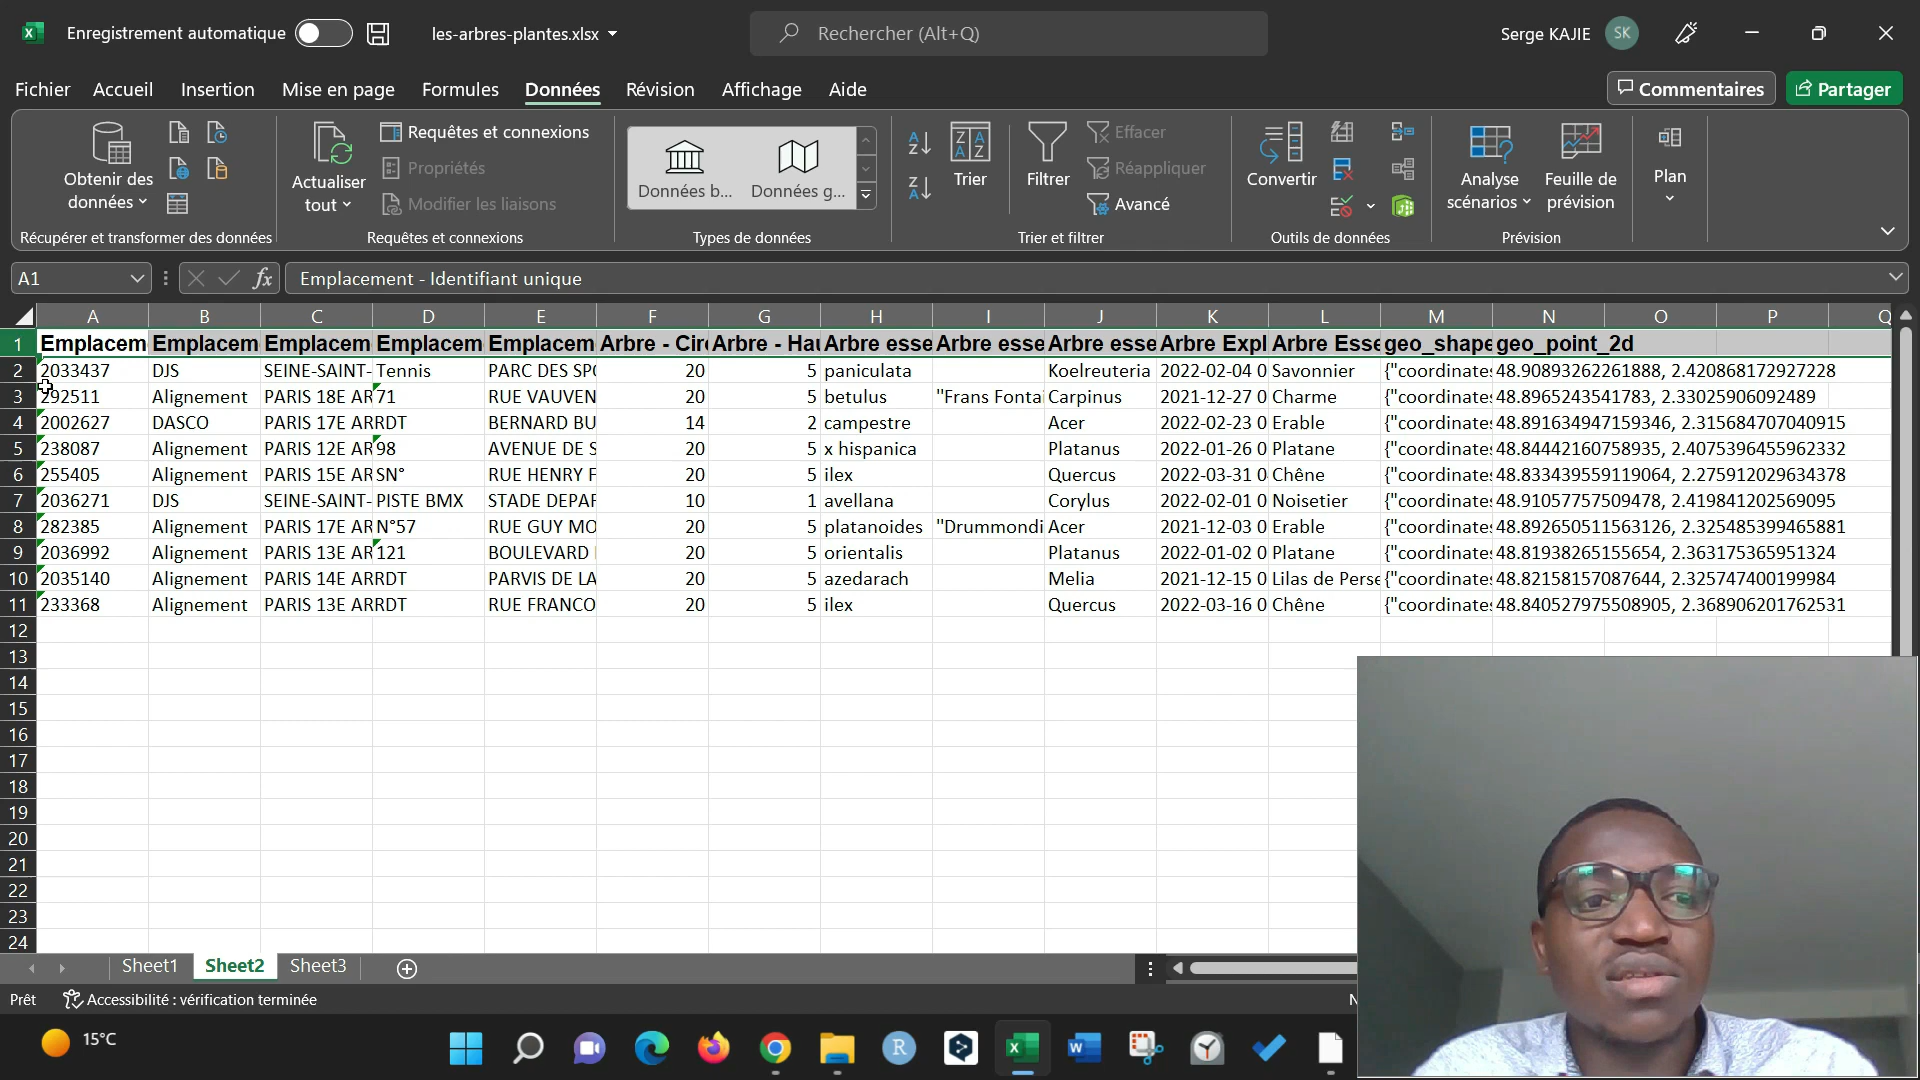 Enregistrement automatique
les-arbres-plantes.xlsx
Rechercher (Alt+Q)
Serge KAJIE
SK
Fichier Accueil Insertion Mise en page Formules Données Révision Affichage Aide
Commentaires
Partager
Obtenir des données
Récupérer et transformer des données
Actualiser tout
Requêtes et connexions
Propriétés
Modifier les liaisons
Requêtes et connexions
Données b...
Données g...
Types de données
Trier
Filtrer
Effacer
Réappliquer
Avancé
Trier et filtrer
Convertir
Outils de données
Analyse scénarios
Feuille de prévision
Prévision
Plan
A1
fx
Emplacement - Identifiant unique
A B C D E F G H I J K L M N O P Q
1 Emplacem Emplacem Emplacem Emplacem Emplacem Arbre - Circ Arbre - Hau Arbre esse Arbre esse Arbre esse Arbre Expl Arbre Esse geo_shape geo_point_2d
2 2033437 DJS SEINE-SAINT- Tennis PARC DES SPO 20 5 paniculata Koelreuteria 2022-02-04 0 Savonnier {"coordinates 48.90893262261888, 2.420868172927228
3 292511 Alignement PARIS 18E AR 71 RUE VAUVEN 20 5 betulus "Frans Fontai Carpinus 2021-12-27 0 Charme {"coordinates 48.8965243541783, 2.33025906092489
4 2002627 DASCO PARIS 17E ARRDT BERNARD BU 14 2 campestre Acer 2022-02-23 0 Erable {"coordinates 48.891634947159346, 2.315684707040915
5 238087 Alignement PARIS 12E AR 98 AVENUE DE S 20 5 x hispanica Platanus 2022-01-26 0 Platane {"coordinates 48.84442160758935, 2.4075396455962332
6 255405 Alignement PARIS 15E AR SN° RUE HENRY F 20 5 ilex Quercus 2022-03-31 0 Chêne {"coordinates 48.833439559119064, 2.275912029634378
7 2036271 DJS SEINE-SAINT- PISTE BMX STADE DEPAR 10 1 avellana Corylus 2022-02-01 0 Noisetier {"coordinates 48.91057757509478, 2.419841202569095
8 282385 Alignement PARIS 17E AR N°57 RUE GUY MO 20 5 platanoides "Drummondi Acer 2021-12-03 0 Erable {"coordinates 48.892650511563126, 2.325485399465881
9 2036992 Alignement PARIS 13E AR 121 BOULEVARD 20 5 orientalis Platanus 2022-01-02 0 Platane {"coordinates 48.81938265155654, 2.363175365951324
10 2035140 Alignement PARIS 14E ARRDT PARVIS DE LA 20 5 azedarach Melia 2021-12-15 0 Lilas de Perse {"coordinates 48.82158157087644, 2.325747400199984
11 233368 Alignement PARIS 13E ARRDT RUE FRANCO 20 5 ilex Quercus 2022-03-16 0 Chêne {"coordinates 48.840527975508905, 2.368906201762531
12
13
14
15
16
17
18
19
20
21
22
23
24
Sheet1 Sheet2 Sheet3
Prêt
Accessibilité : vérification terminée
15°C